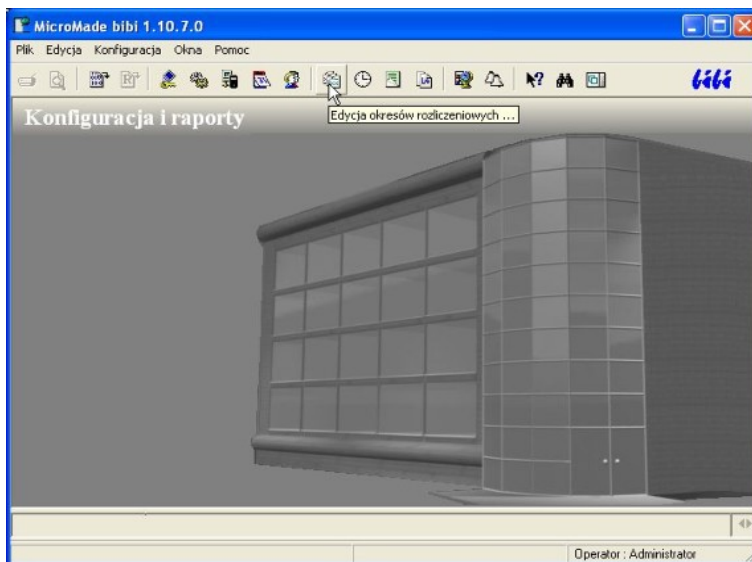 MicroMade bibi 1.10.7.0
Plik Edycja Konfiguracja Okna Pomoc
bibi
Edycja okresów rozliczeniowych ...
Konfiguracja i raporty
Operator : Administrator